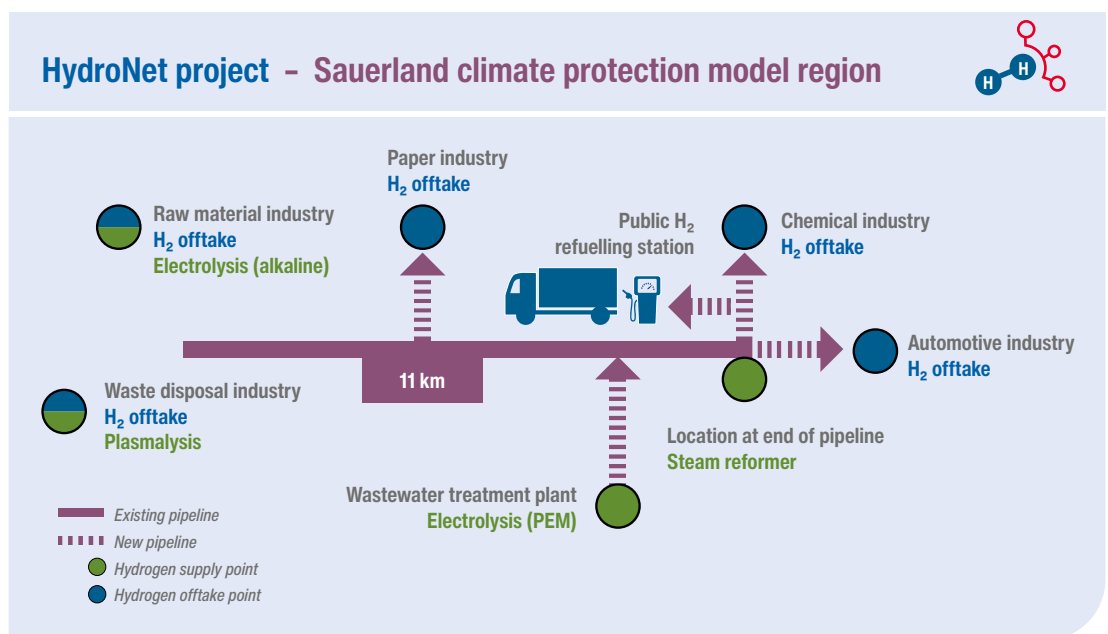 HydroNet project – Sauerland climate protection model region
H H
Paper industry
H₂ offtake
Raw material industry
H₂ offtake
Electrolysis (alkaline)
Public H₂
refuelling station
Chemical industry
H₂ offtake
Automotive industry
H₂ offtake
11 km
Waste disposal industry
H₂ offtake
Plasmalysis
Location at end of pipeline
Steam reformer
Wastewater treatment plant
Electrolysis (PEM)
Existing pipeline
New pipeline
Hydrogen supply point
Hydrogen offtake point